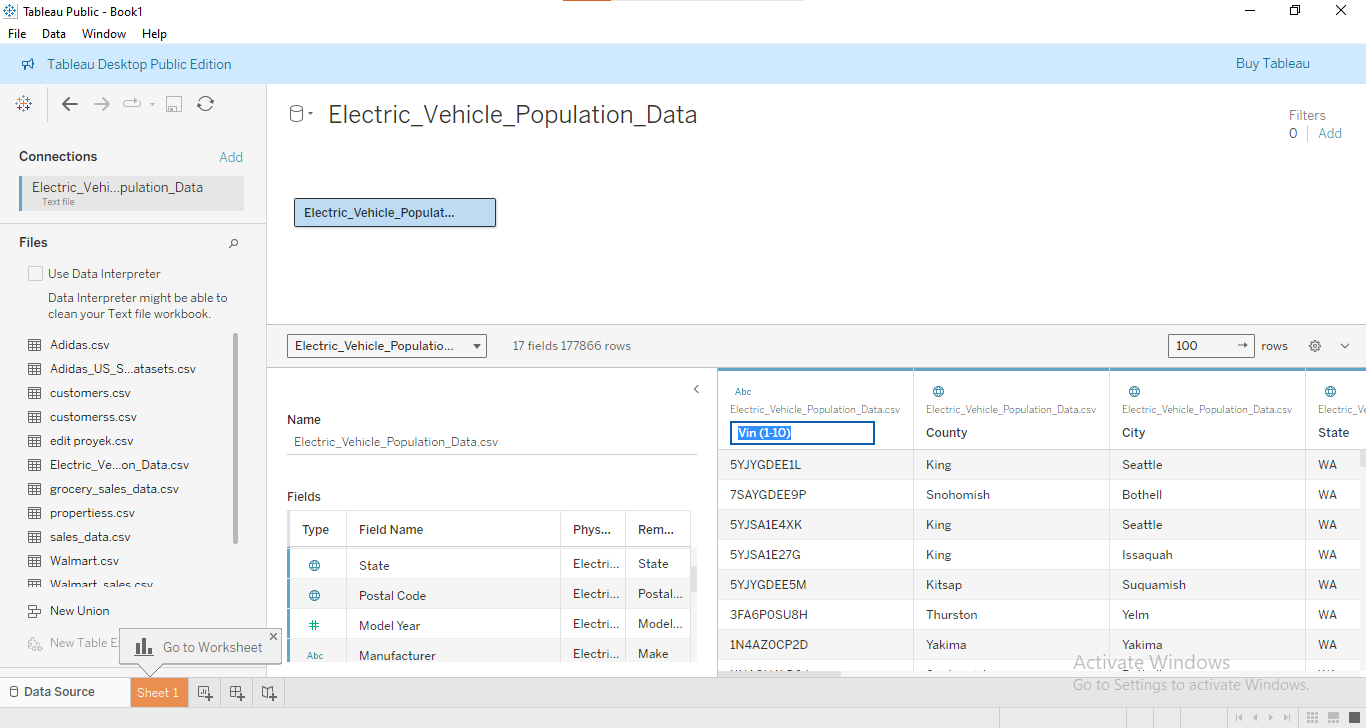 Tableau Public - Book1
File Data Window Help
Tableau Desktop Public Edition
Buy Tableau
Electric_Vehicle_Population_Data
Filters
0 Add
Connections Add
Electric_Vehi...pulation_Data
Text file
Electric_Vehicle_Populat...
Files
Use Data Interpreter
Data Interpreter might be able to
clean your Text file workbook.
Adidas.csv
Adidas_US_S...atasets.csv
customers.csv
customerss.csv
edit proyek.csv
Electric_Ve...on_Data.csv
grocery_sales_data.csv
propertiess.csv
sales_data.csv
Walmart.csv
Walmart_sales.csv
New Union
New Table E
Go to Worksheet
Electric_Vehicle_Populatio... 17 fields 177866 rows 100 rows
Name
Electric_Vehicle_Population_Data.csv
Fields
Type Field Name Phys... Rem...
State Electri... State
Postal Code Electri... Postal...
# Model Year Electri... Model...
Abc Manufacturer Electri... Make
Abc
Electric_Vehicle_Population_Data.csv Electric_Vehicle_Population_Data.csv Electric_Vehicle_Population_Data.csv Electric_Ve
Vin (1-10) County City State
5YJYGDEE1L King Seattle WA
7SAYGDEE9P Snohomish Bothell WA
5YJSA1E4XK King Seattle WA
5YJSA1E27G King Issaquah WA
5YJYGDEE5M Kitsap Suquamish WA
3FA6P0SU8H Thurston Yelm WA
1N4AZ0CP2D Yakima Yakima WA
Activate Windows
Go to Settings to activate Windows.
Data Source Sheet 1